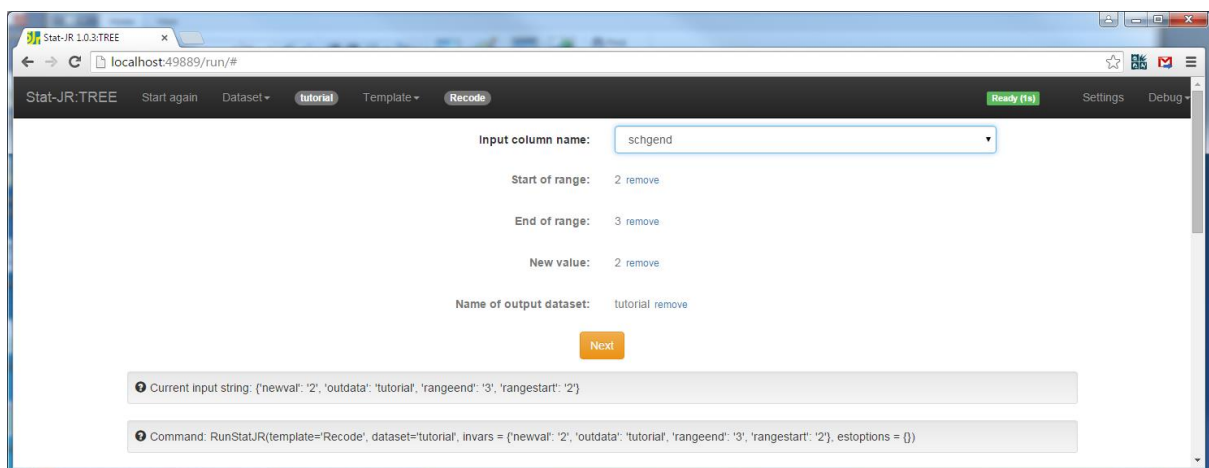 Stat-JR 1.0.3:TREE
localhost:49889/run/#
Stat-JR:TREE Start again Dataset tutorial Template Recode Ready (1s) Settings Debug
Input column name: schgend
Start of range: 2 remove
End of range: 3 remove
New value: 2 remove
Name of output dataset: tutorial remove
Next
Current input string: {'newval': '2', 'outdata': 'tutorial', 'rangeend': '3', 'rangestart': '2'}
Command: RunStatJR(template='Recode', dataset='tutorial', invars = {'newval': '2', 'outdata': 'tutorial', 'rangeend': '3', 'rangestart': '2'}, estoptions = {})